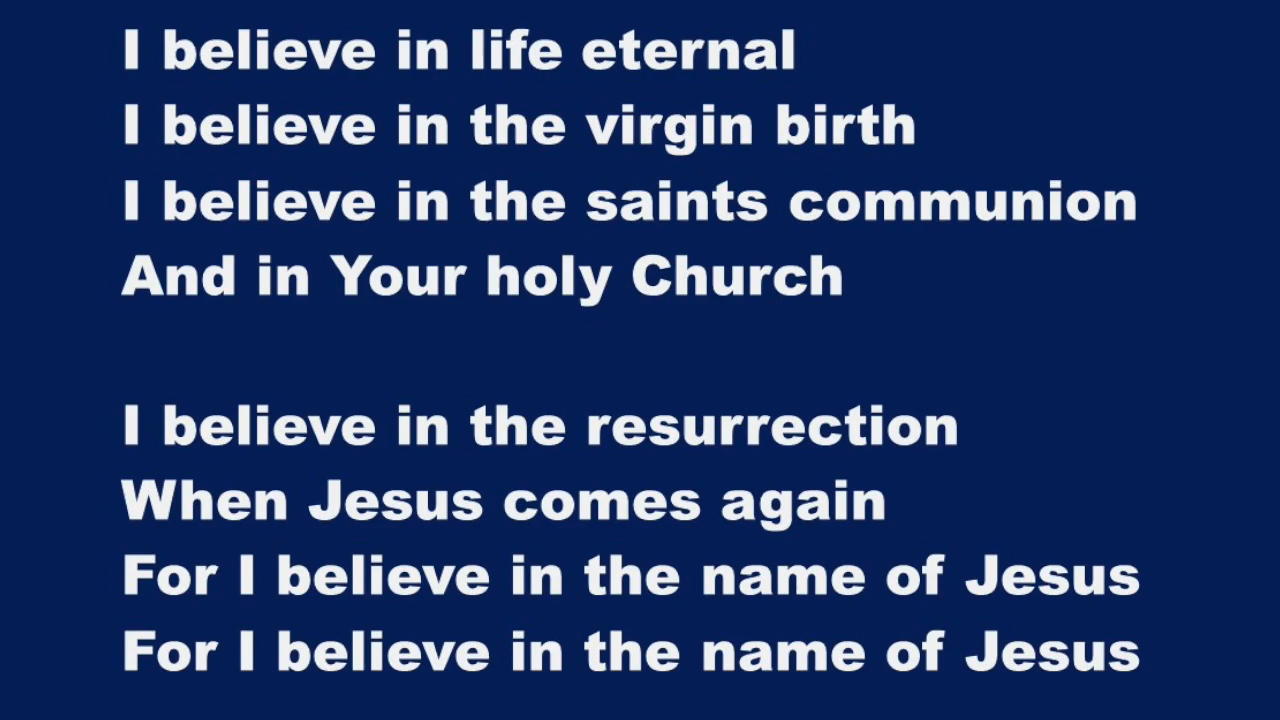 I believe in life eternal
I believe in the virgin birth
I believe in the saints communion
And in Your holy Church
I believe in the resurrection
When Jesus comes again
For I believe in the name of Jesus
For I believe in the name of Jesus